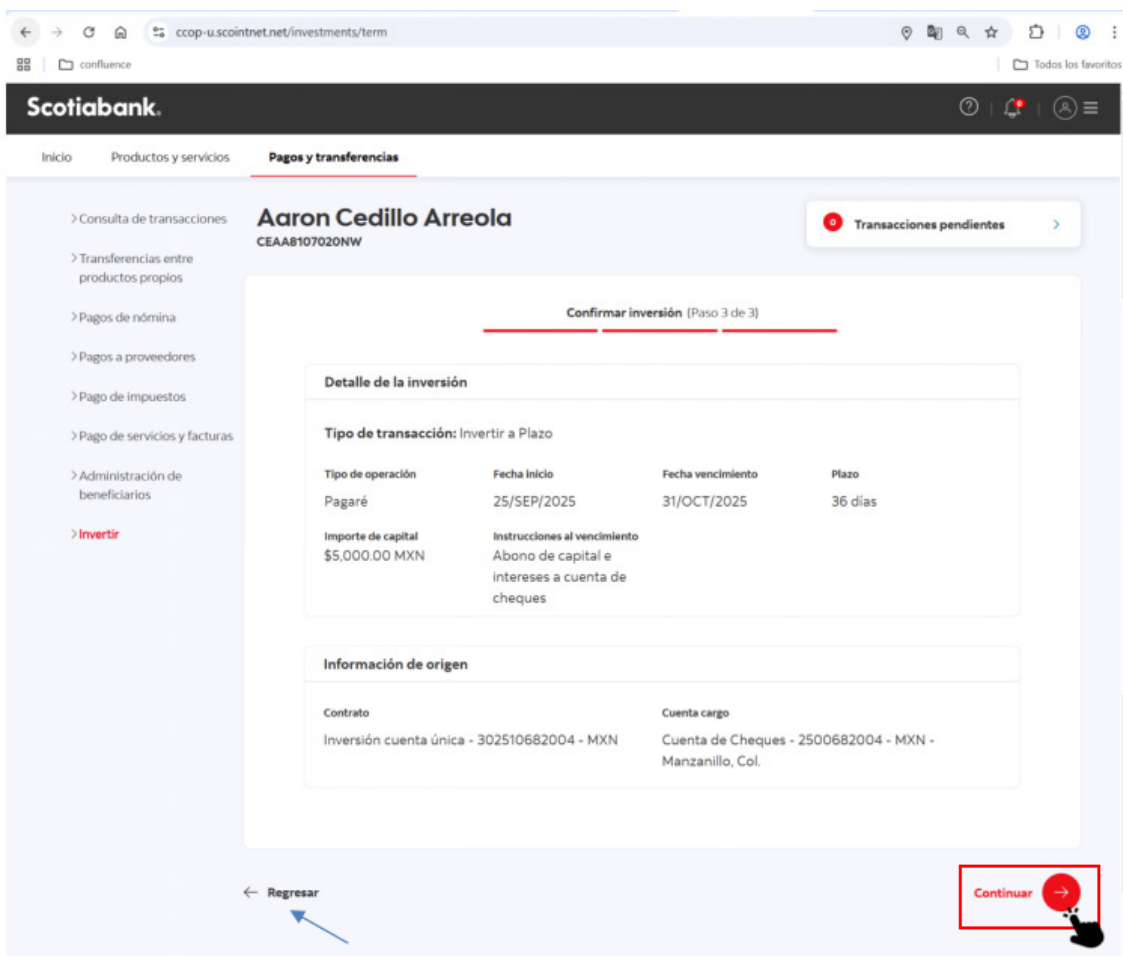 ccop-u.scointnet.net/investments/term
confluence
Todos los favoritos
Scotiabank.
0
Inicio
Productos y servicios
Pagos y transferencias
> Consulta de transacciones
> Transferencias entre
productos propios
> Pagos de nómina
> Pagos a proveedores
> Pago de impuestos
> Pago de servicios y facturas
> Administración de
beneficiarios
> Invertir
Aaron Cedillo Arreola
CEAA8107020NW
0 Transacciones pendientes >
Confirmar inversión (Paso 3 de 3)
Detalle de la inversión
Tipo de transacción: Invertir a Plazo
Tipo de operación
Pagaré
Fecha inicio
25/SEP/2025
Fecha vencimiento
31/OCT/2025
Plazo
36 días
Importe de capital
$5,000.00 MXN
Instrucciones al vencimiento
Abono de capital e
intereses a cuenta de
cheques
Información de origen
Contrato
Inversión cuenta única - 302510682004 - MXN
Cuenta cargo
Cuenta de Cheques - 2500682004 - MXN -
Manzanillo, Col.
← Regresar
Continuar →